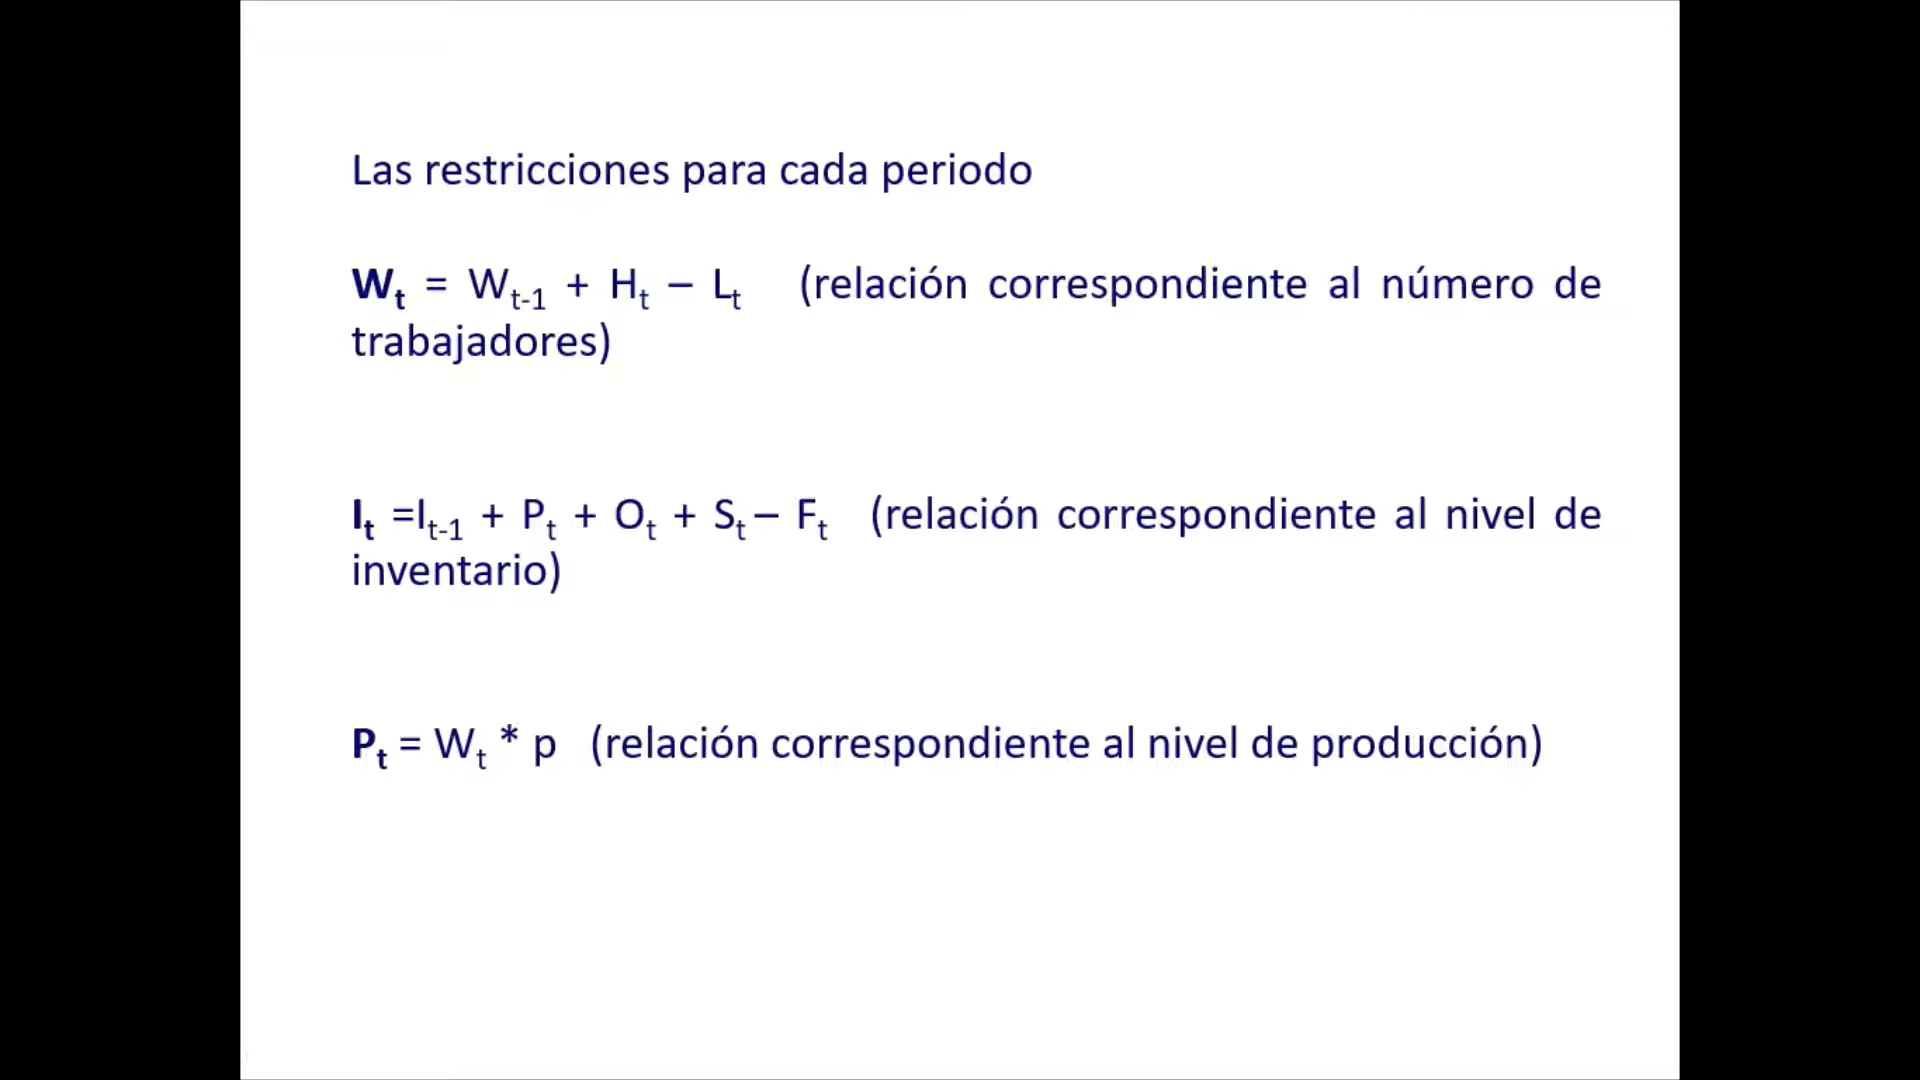 Las restricciones para cada periodo
Wₜ = Wₜ₋₁ + Hₜ – Lₜ (relación correspondiente al número de
trabajadores)
Iₜ =Iₜ₋₁ + Pₜ + Oₜ + Sₜ – Fₜ (relación correspondiente al nivel de
inventario)
Pₜ = Wₜ * p (relación correspondiente al nivel de producción)